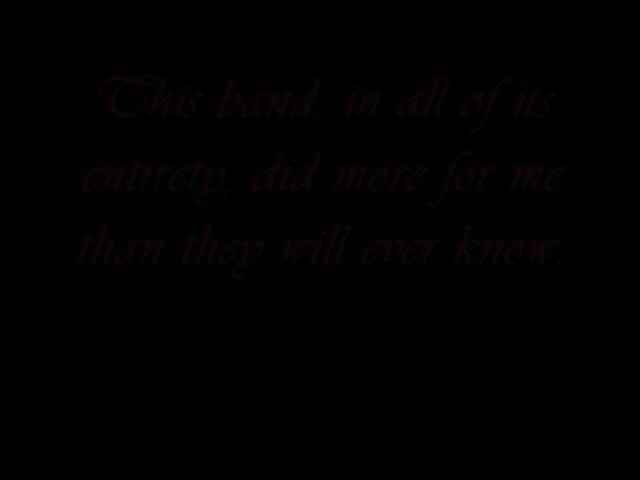 This band, in all of its
entirety, did more for me
than they will ever know.